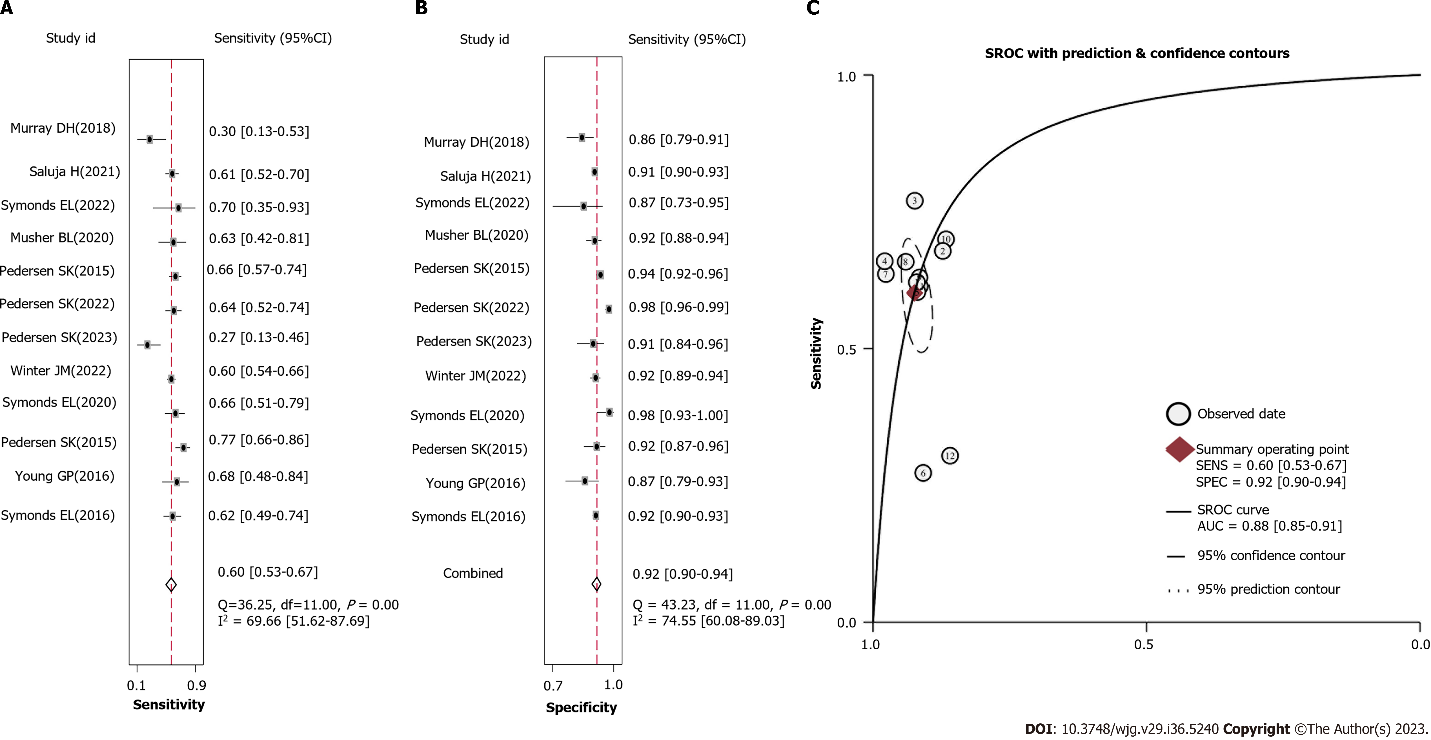 A
Study id Sensitivity (95%CI)
Murray DH(2018) 0.30 [0.13-0.53]
Saluja H(2021) 0.61 [0.52-0.70]
Symonds EL(2022) 0.70 [0.35-0.93]
Musher BL(2020) 0.63 [0.42-0.81]
Pedersen SK(2015) 0.66 [0.57-0.74]
Pedersen SK(2022) 0.64 [0.52-0.74]
Pedersen SK(2023) 0.27 [0.13-0.46]
Winter JM(2022) 0.60 [0.54-0.66]
Symonds EL(2020) 0.66 [0.51-0.79]
Pedersen SK(2015) 0.77 [0.66-0.86]
Young GP(2016) 0.68 [0.48-0.84]
Symonds EL(2016) 0.62 [0.49-0.74]
0.60 [0.53-0.67]
Q=36.25, df=11.00, P = 0.00
I² = 69.66 [51.62-87.69]
0.1 0.9
Sensitivity
B
Study id Sensitivity (95%CI)
Murray DH(2018) 0.86 [0.79-0.91]
Saluja H(2021) 0.91 [0.90-0.93]
Symonds EL(2022) 0.87 [0.73-0.95]
Musher BL(2020) 0.92 [0.88-0.94]
Pedersen SK(2015) 0.94 [0.92-0.96]
Pedersen SK(2022) 0.98 [0.96-0.99]
Pedersen SK(2023) 0.91 [0.84-0.96]
Winter JM(2022) 0.92 [0.89-0.94]
Symonds EL(2020) 0.98 [0.93-1.00]
Pedersen SK(2015) 0.92 [0.87-0.96]
Young GP(2016) 0.87 [0.79-0.93]
Symonds EL(2016) 0.92 [0.90-0.93]
Combined 0.92 [0.90-0.94]
Q = 43.23, df = 11.00, P = 0.00
I² = 74.55 [60.08-89.03]
0.7 1.0
Specificity
C
SROC with prediction & confidence contours
1.0
0.5
0.0
Sensitivity
3
10
2
4
8
7
12
6
Observed date
Summary operating point
SENS = 0.60 [0.53-0.67]
SPEC = 0.92 [0.90-0.94]
SROC curve
AUC = 0.88 [0.85-0.91]
95% confidence contour
95% prediction contour
1.0 0.5 0.0
DOI: 10.3748/wjg.v29.i36.5240 Copyright ©The Author(s) 2023.